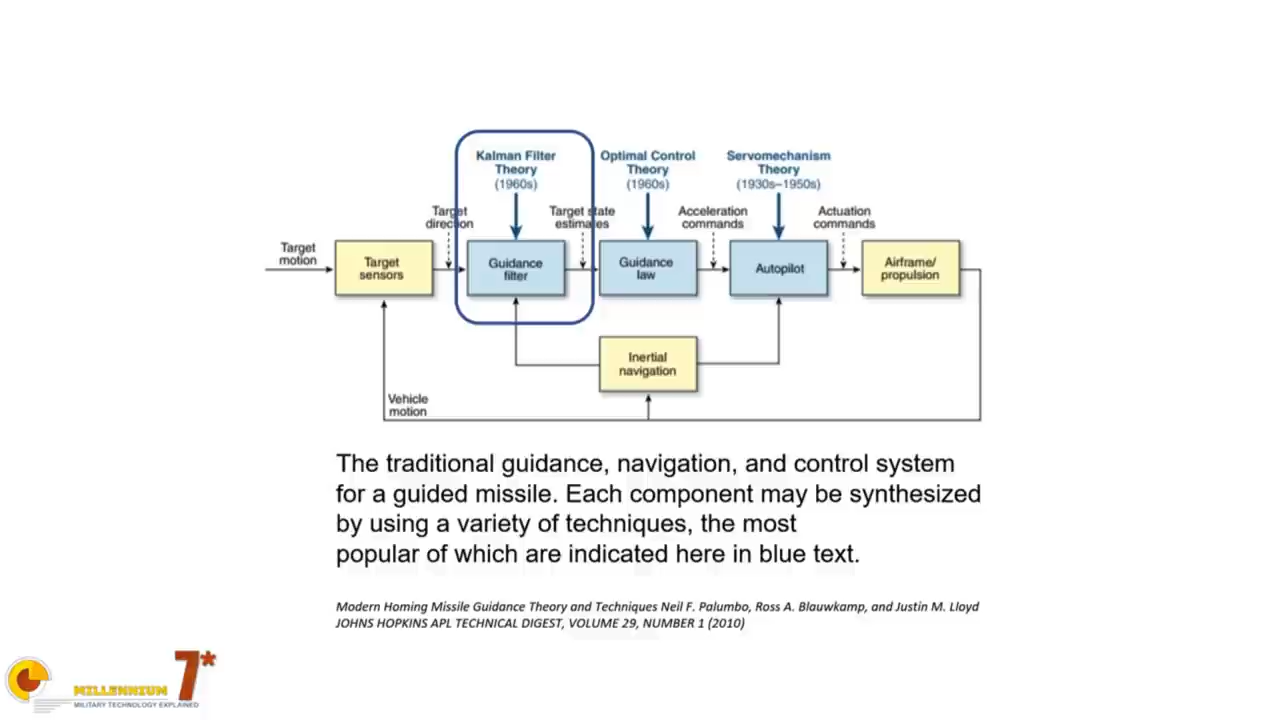 Kalman Filter
Theory
(1960s)
Optimal Control
Theory
(1960s)
Servomechanism
Theory
(1930s–1950s)
Target
direction
Target state
estimates
Acceleration
commands
Actuation
commands
Target
motion
Target
sensors
Guidance
filter
Guidance
law
Autopilot
Airframe/
propulsion
Inertial
navigation
Vehicle
motion
The traditional guidance, navigation, and control system
for a guided missile. Each component may be synthesized
by using a variety of techniques, the most
popular of which are indicated here in blue text.
Modern Homing Missile Guidance Theory and Techniques Neil F. Palumbo, Ross A. Blauwkamp, and Justin M. Lloyd
JOHNS HOPKINS APL TECHNICAL DIGEST, VOLUME 29, NUMBER 1 (2010)
MILLENNIUM 7*
MILITARY TECHNOLOGY EXPLAINED